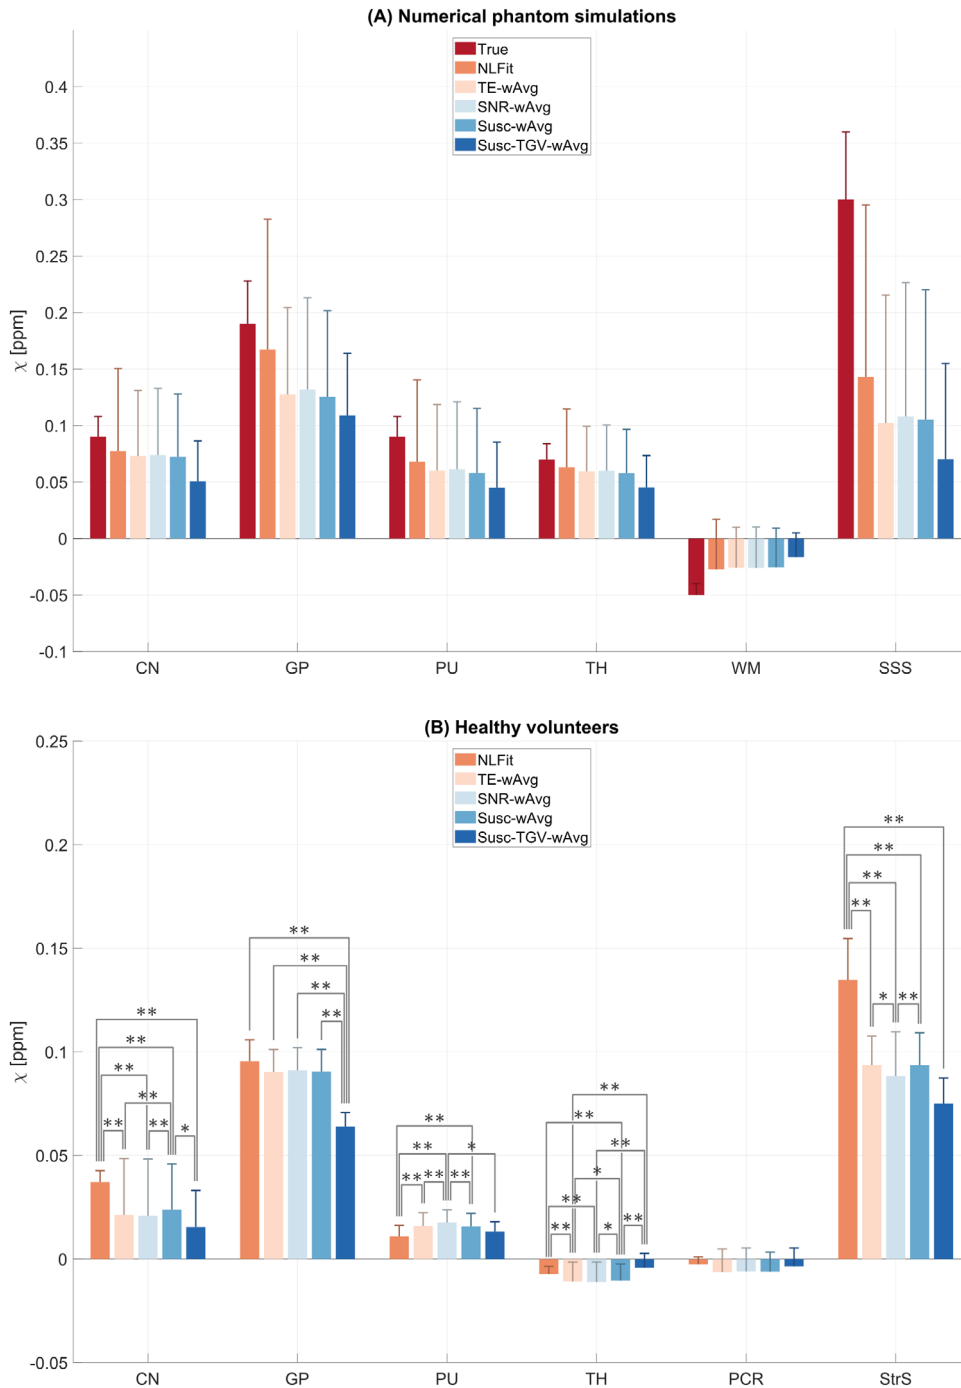 (A) Numerical phantom simulations
True
NLFit
TE-wAvg
SNR-wAvg
Susc-wAvg
Susc-TGV-wAvg
0.4
0.35
0.3
0.25
0.2
0.15
0.1
0.05
0
-0.05
-0.1
χ [ppm]
CN GP PU TH WM SSS
(B) Healthy volunteers
NLFit
TE-wAvg
SNR-wAvg
Susc-wAvg
Susc-TGV-wAvg
0.25
0.2
0.15
0.1
0.05
0
-0.05
χ [ppm]
**
**
**
**
**
**
*
**
**
**
**
**
**
*
**
**
**
**
**
**
*
**
**
*
**
**
**
**
**
*
**
CN GP PU TH PCR StrS